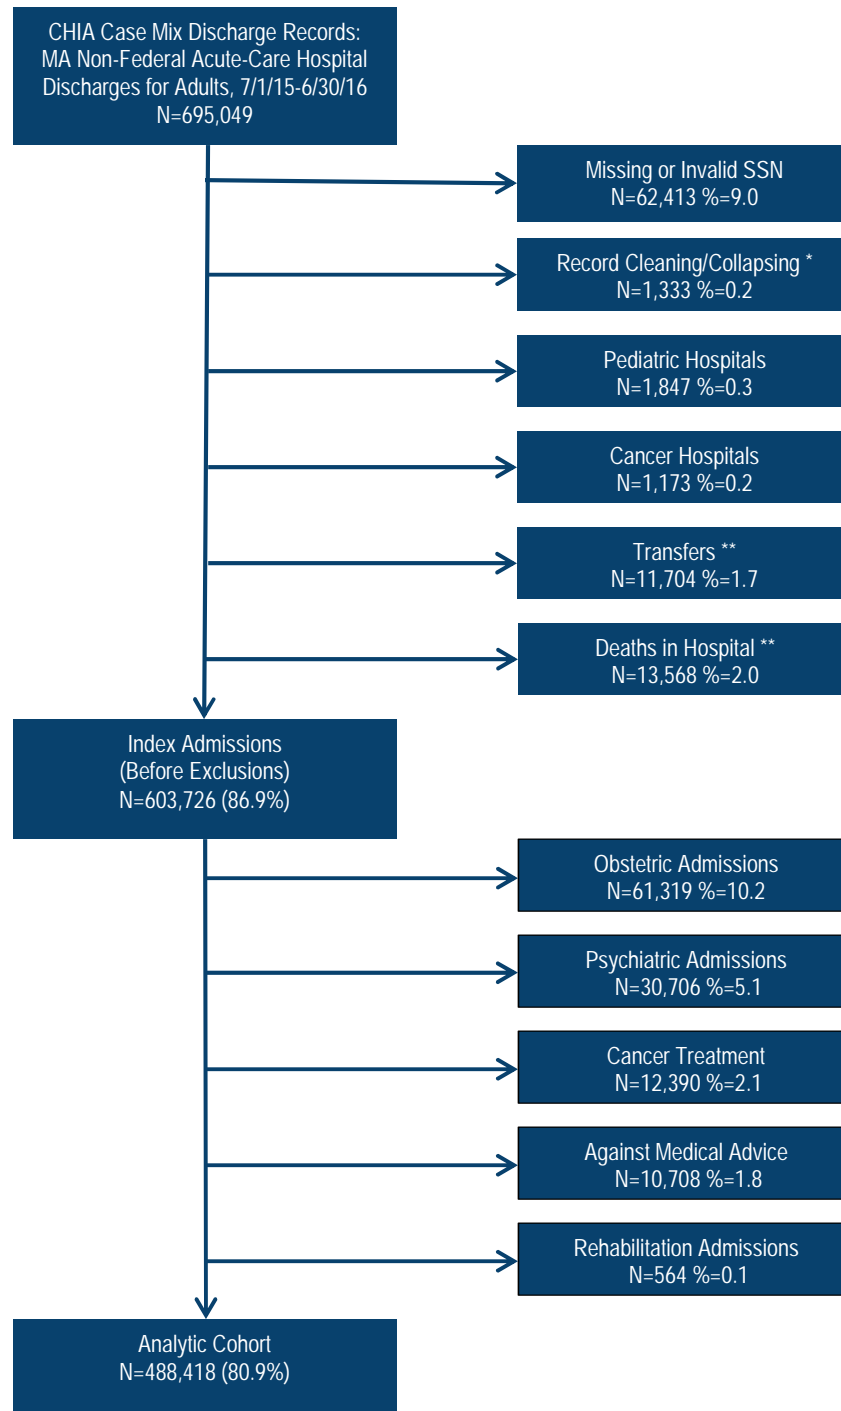 CHIA Case Mix Discharge Records:
MA Non-Federal Acute-Care Hospital
Discharges for Adults, 7/1/15-6/30/16
N=695,049
Missing or Invalid SSN
N=62,413 %=9.0
Record Cleaning/Collapsing *
N=1,333 %=0.2
Pediatric Hospitals
N=1,847 %=0.3
Cancer Hospitals
N=1,173 %=0.2
Transfers **
N=11,704 %=1.7
Deaths in Hospital **
N=13,568 %=2.0
Index Admissions
(Before Exclusions)
N=603,726 (86.9%)
Obstetric Admissions
N=61,319 %=10.2
Psychiatric Admissions
N=30,706 %=5.1
Cancer Treatment
N=12,390 %=2.1
Against Medical Advice
N=10,708 %=1.8
Rehabilitation Admissions
N=564 %=0.1
Analytic Cohort
N=488,418 (80.9%)